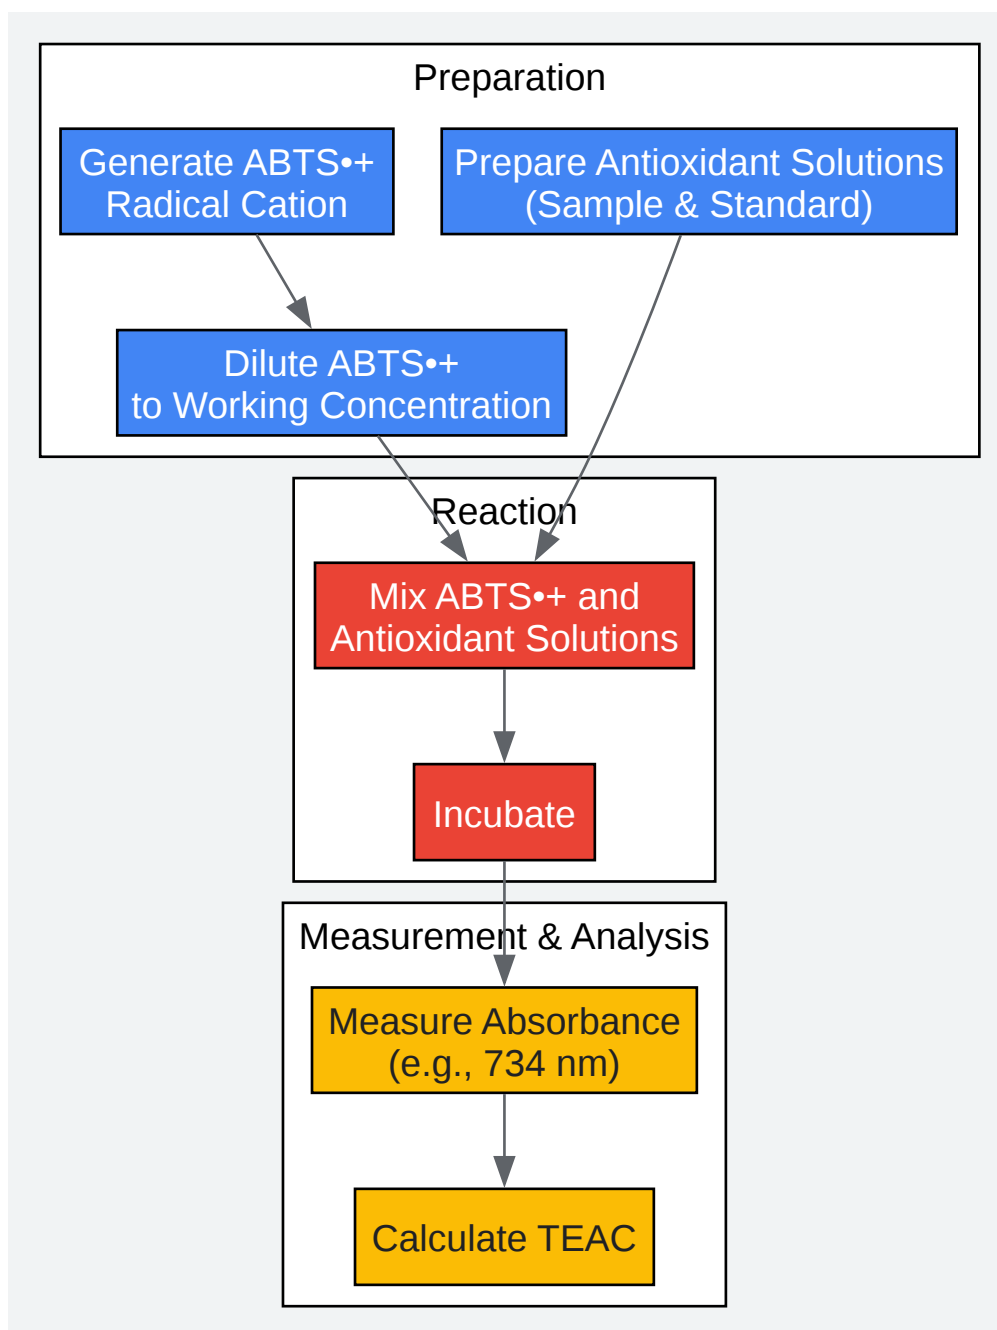 Preparation
Generate ABTS•+
Radical Cation
Prepare Antioxidant Solutions
(Sample & Standard)
Dilute ABTS•+
to Working Concentration
Reaction
Mix ABTS•+ and
Antioxidant Solutions
Incubate
Measurement & Analysis
Measure Absorbance
(e.g., 734 nm)
Calculate TEAC